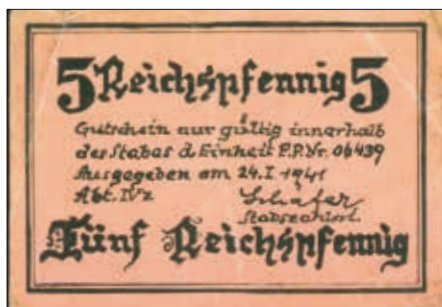 5 Reichspfennig 5
Gutschein nur gültig innerhalb
des Stabes d. Einheit F.P.Nr. 06439
Ausgegeben am 24.I.1941
Abt. IVz Schäfer
Stabszahlm.
Fünf Reichspfennig